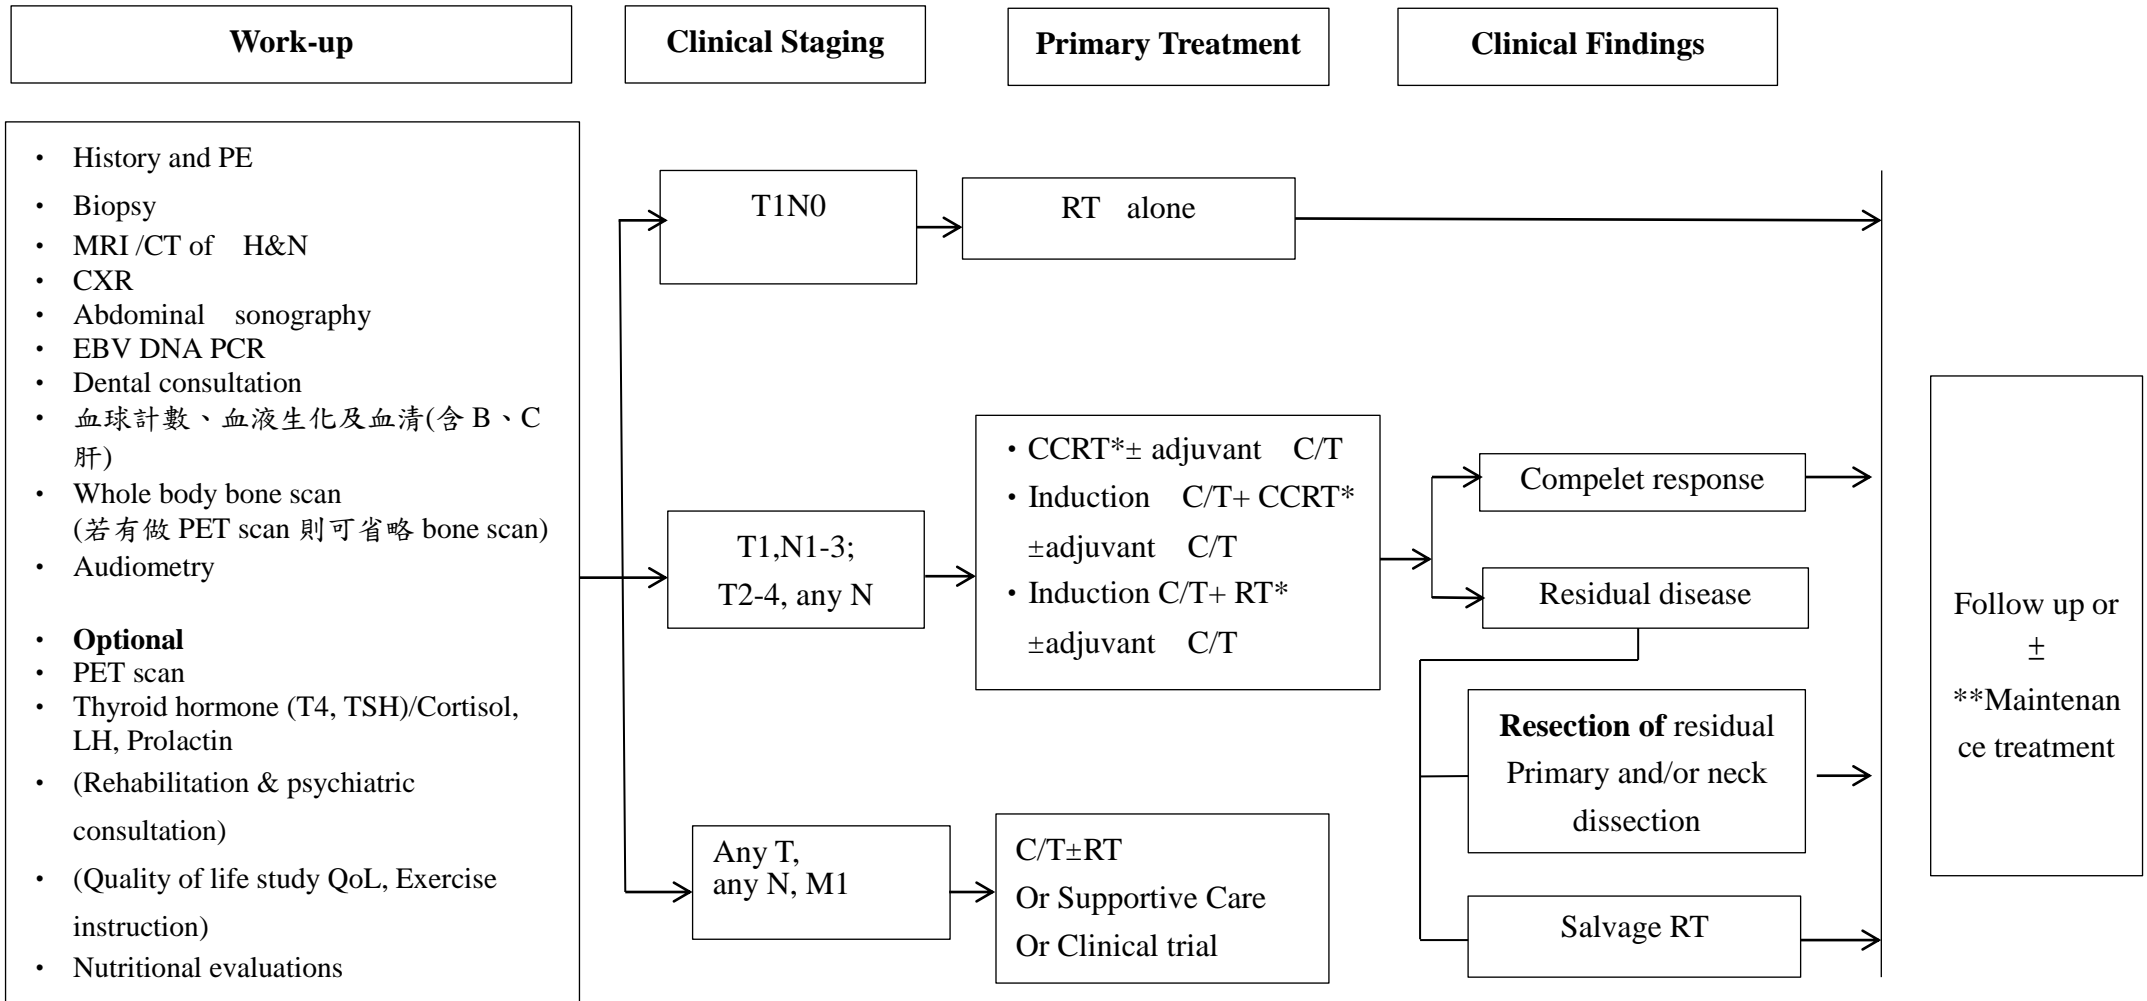 Work-up
Clinical Staging
Primary Treatment
Clinical Findings
・ History and PE
・ Biopsy
・ MRI /CT of H&N
・ CXR
・ Abdominal sonography
・ EBV DNA PCR
・ Dental consultation
・ 血球計數、血液生化及血清(含 B、C
肝)
・ Whole body bone scan
(若有做 PET scan 則可省略 bone scan)
・ Audiometry
・ Optional
・ PET scan
・ Thyroid hormone (T4, TSH)/Cortisol,
LH, Prolactin
・ (Rehabilitation & psychiatric
consultation)
・ (Quality of life study QoL, Exercise
instruction)
・ Nutritional evaluations
T1N0
RT alone
T1,N1-3;
T2-4, any N
・CCRT*± adjuvant C/T
・Induction C/T+ CCRT*
±adjuvant C/T
・Induction C/T+ RT*
±adjuvant C/T
Compelet response
Residual disease
Resection of residual
Primary and/or neck
dissection
Salvage RT
Any T,
any N, M1
C/T±RT
Or Supportive Care
Or Clinical trial
Follow up or
±
**Maintenan
ce treatment